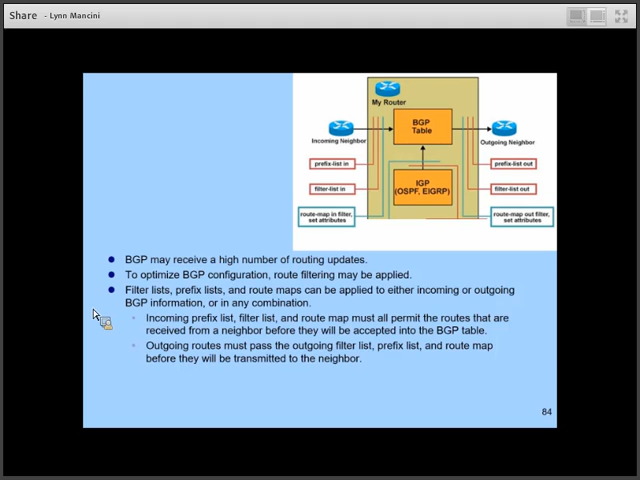 Share - Lynn Mancini
My Router
Incoming Neighbor
BGP
Table
Outgoing Neighbor
prefix-list in
prefix-list out
filter-list in
IGP
(OSPF, EIGRP)
filter-list out
route-map in filter,
set attributes
route-map out filter,
set attributes
BGP may receive a high number of routing updates.
To optimize BGP configuration, route filtering may be applied.
Filter lists, prefix lists, and route maps can be applied to either incoming or outgoing
BGP information, or in any combination.
Incoming prefix list, filter list, and route map must all permit the routes that are
received from a neighbor before they will be accepted into the BGP table.
Outgoing routes must pass the outgoing filter list, prefix list, and route map
before they will be transmitted to the neighbor.
84